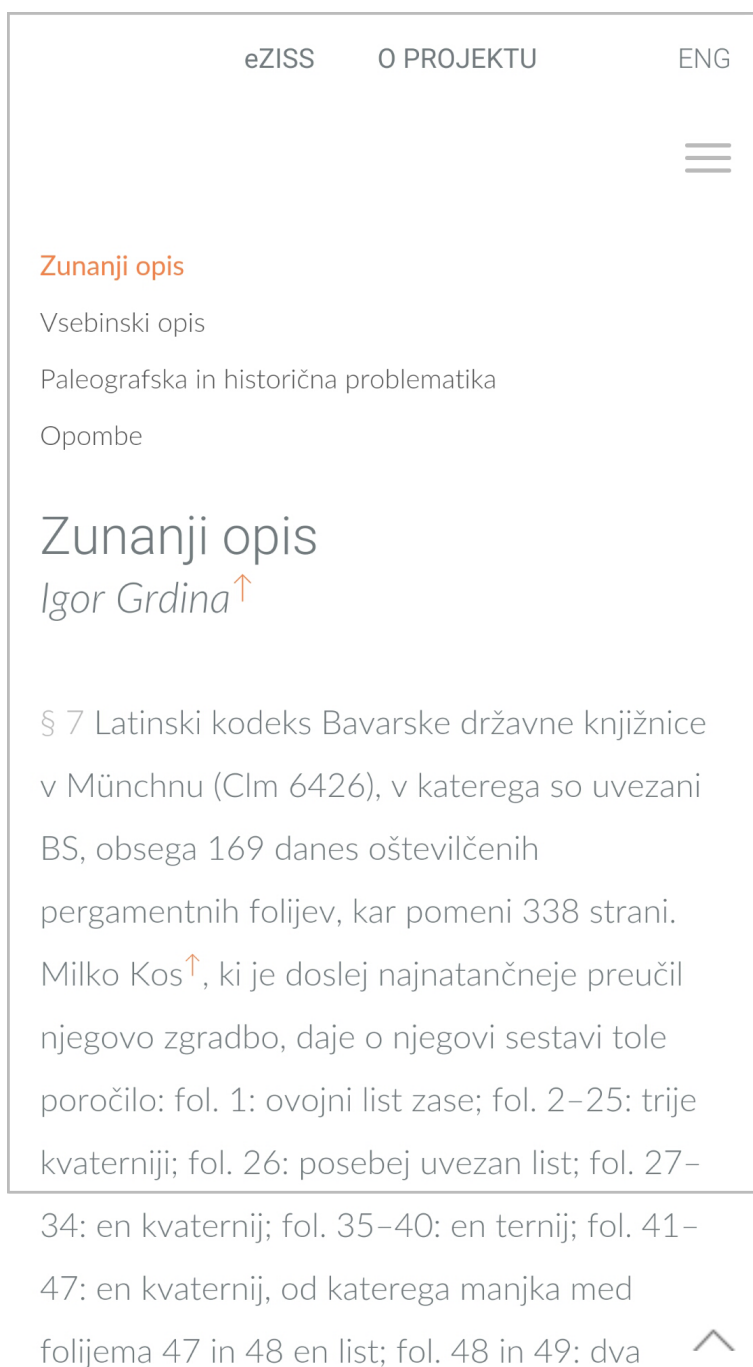 eZISS O PROJEKTU ENG
Zunanji opis
Vsebinski opis
Paleografska in historična problematika
Opombe
Zunanji opis
Igor Grdina↑
§ 7 Latinski kodeks Bavarske državne knjižnice
v Münchnu (Clm 6426), v katerega so uvezani
BS, obsega 169 danes oštevilčenih
pergamentnih folijev, kar pomeni 338 strani.
Milko Kos↑, ki je doslej najnatančneje preučil
njegovo zgradbo, daje o njegovi sestavi tole
poročilo: fol. 1: ovojni list zase; fol. 2–25: trije
kvaterniji; fol. 26: posebej uvezan list; fol. 27–
34: en kvaternij; fol. 35–40: en ternij; fol. 41–
47: en kvaternij, od katerega manjka med
folijema 47 in 48 en list; fol. 48 in 49: dva